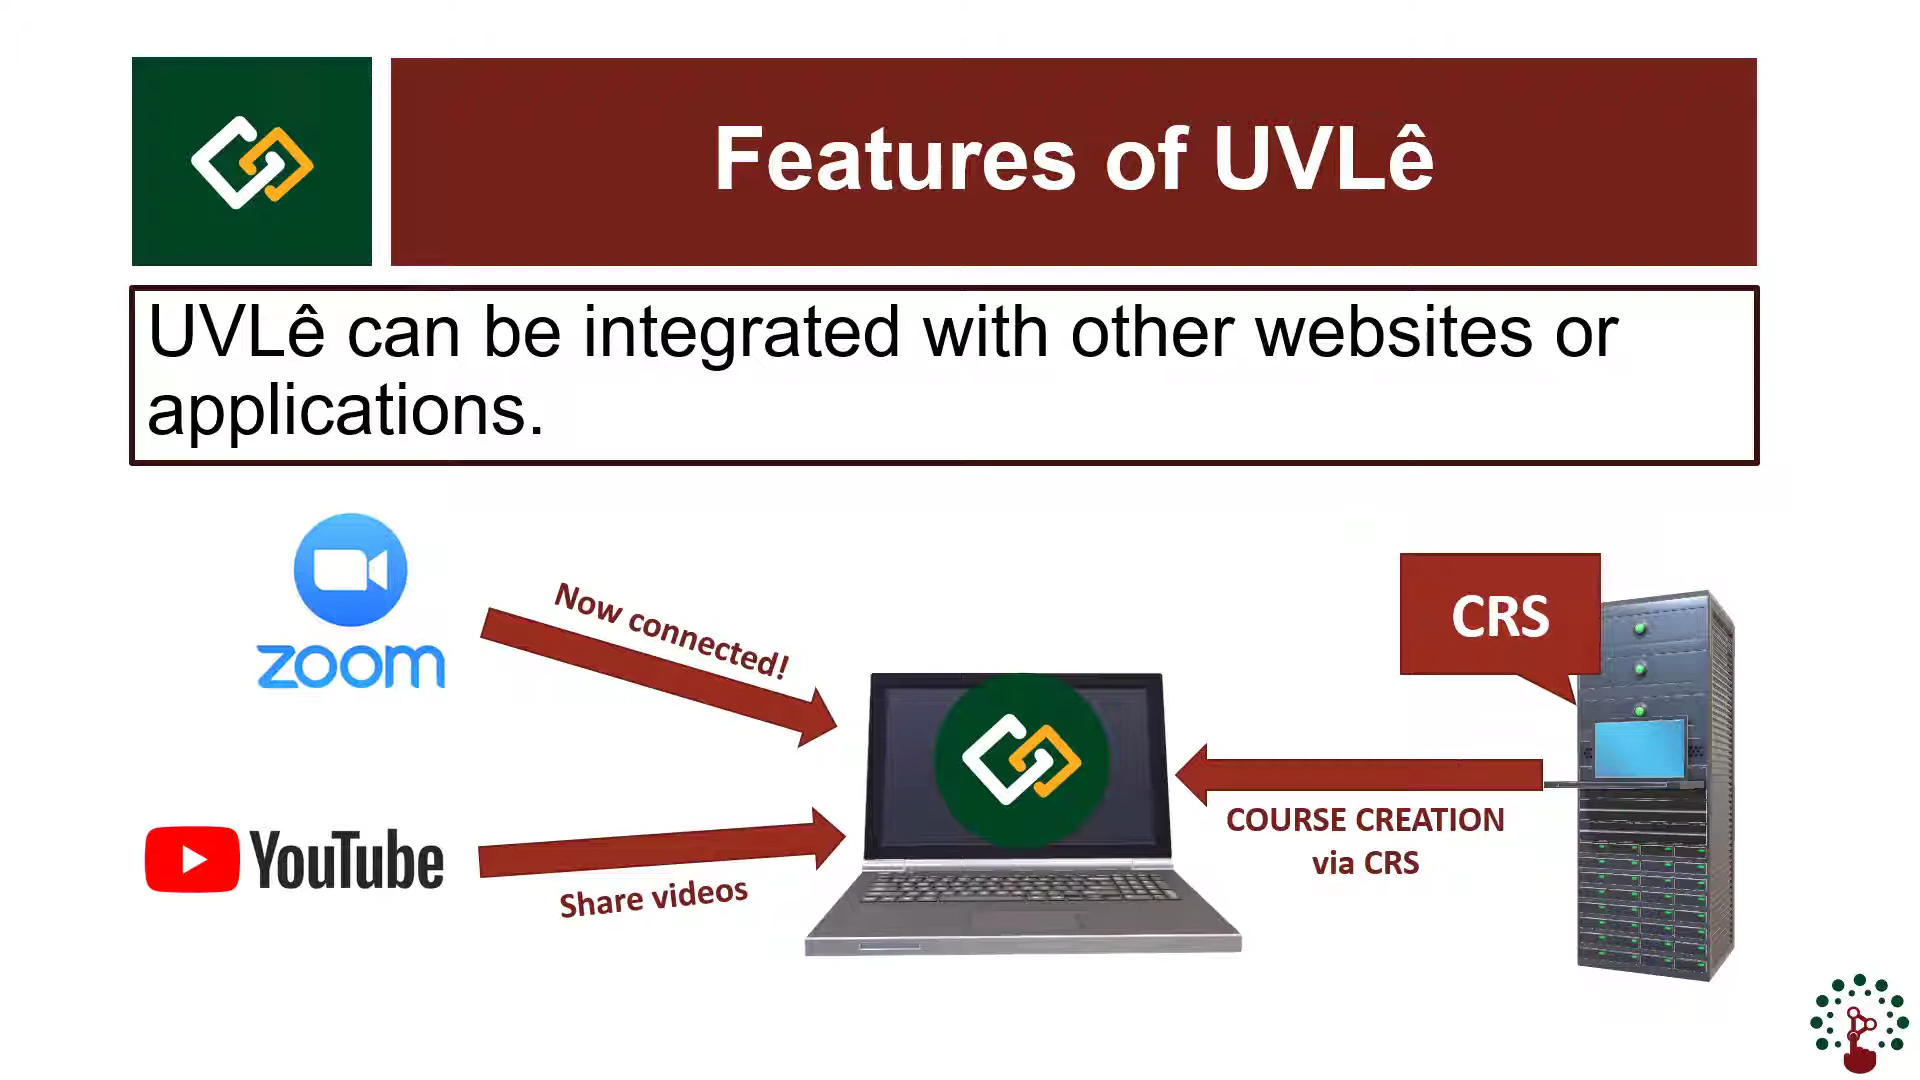 Features of UVLê
UVLê can be integrated with other websites or
applications.
zoom
Now connected!
CRS
YouTube
Share videos
COURSE CREATION
via CRS